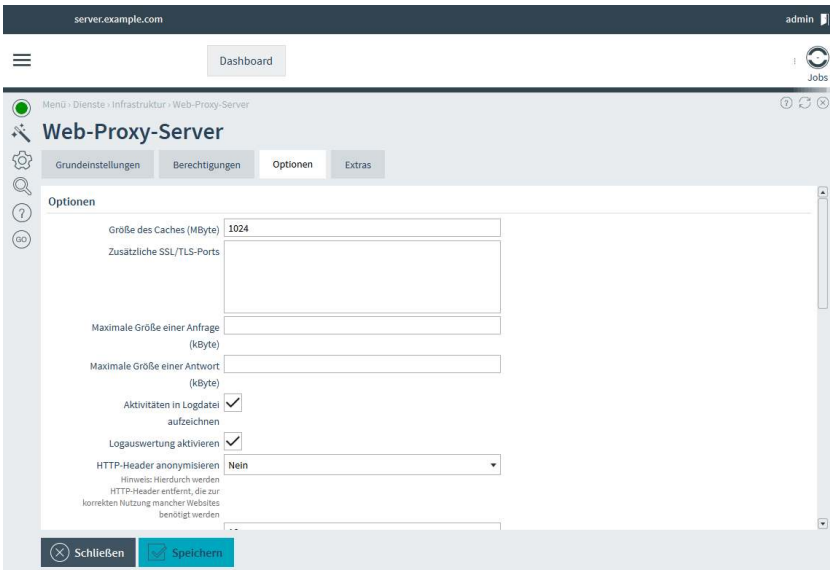 server.example.com
admin
Dashboard
Jobs
Menü › Dienste › Infrastruktur › Web-Proxy-Server
Web-Proxy-Server
Grundeinstellungen
Berechtigungen
Optionen
Extras
GO
Optionen
Größe des Caches (MByte)
1024
Zusätzliche SSL/TLS-Ports
Maximale Größe einer Anfrage
(kByte)
Maximale Größe einer Antwort
(kByte)
Aktivitäten in Logdatei
aufzeichnen
Logauswertung aktivieren
HTTP-Header anonymisieren
Nein
Hinweis: Hierdurch werden
HTTP-Header entfernt, die zur
korrekten Nutzung mancher Websites
benötigt werden
Schließen
Speichern